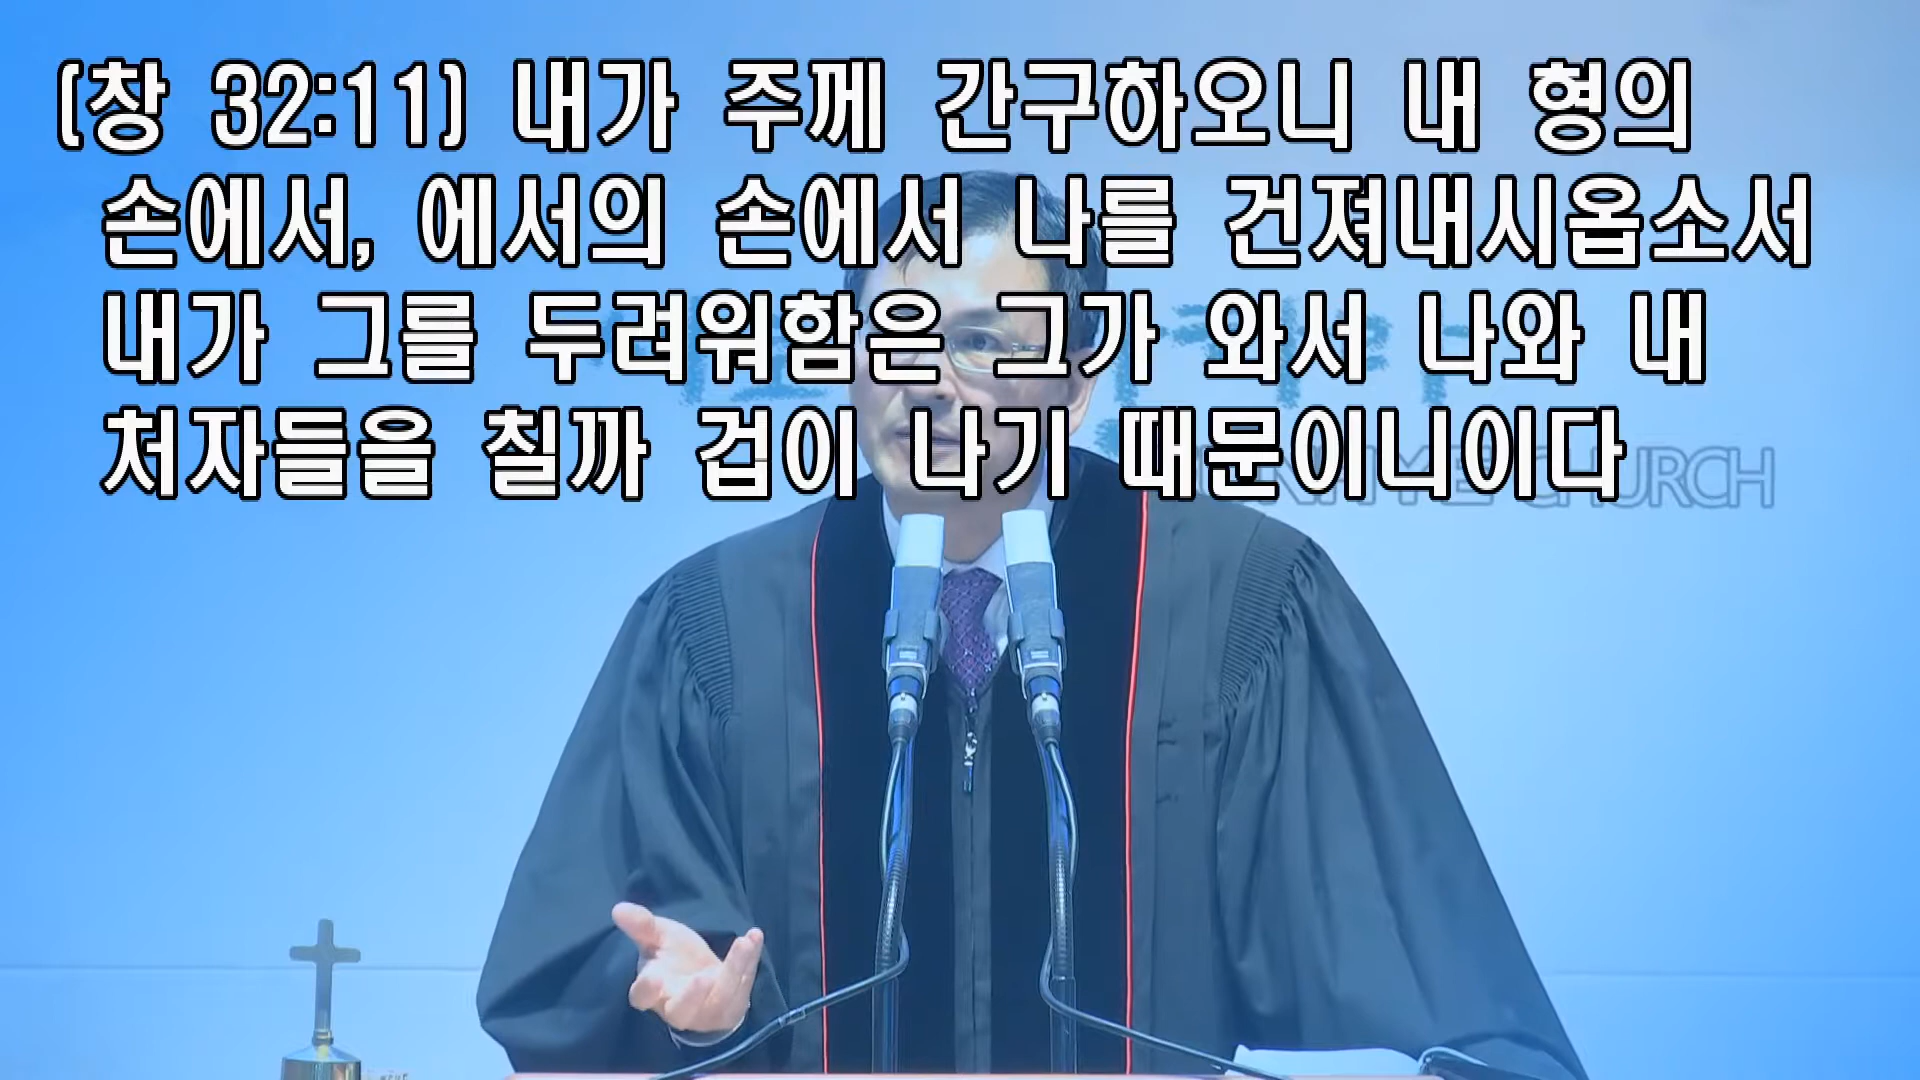 (창 32:11) 내가 주께 간구하오니 내 형의
손에서, 에서의 손에서 나를 건져내시옵소서
내가 그를 두려워함은 그가 와서 나와 내
처자들을 칠까 겁이 나기 때문이니이다
CHURCH